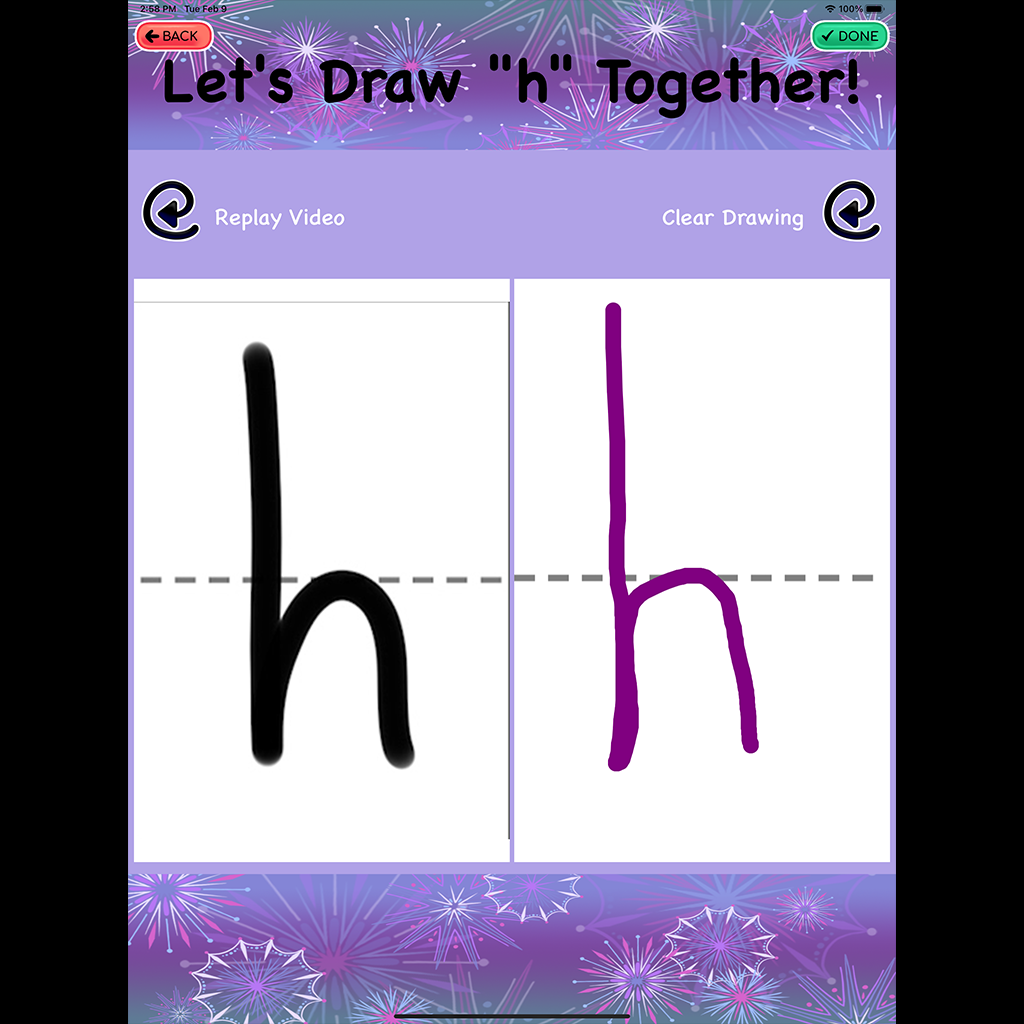 2:58 PM Tue Feb 9 100%
BACK DONE
Let's Draw "h" Together!
Replay Video Clear Drawing
h h